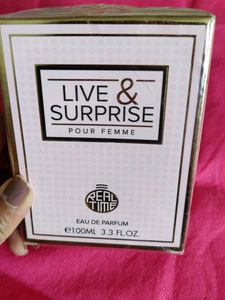 LIVE &
SURPRISE
POUR FEMME
REAL
TIME
EAU DE PARFUM
℮100ML 3.3 FL.OZ.